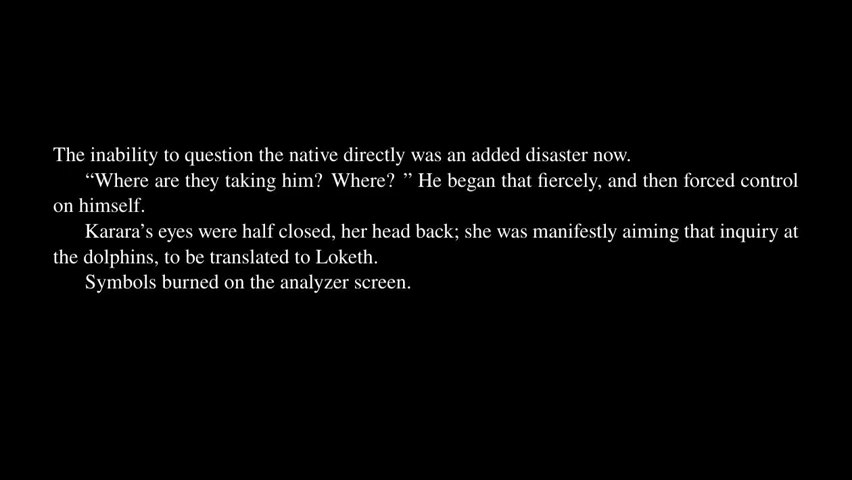 The inability to question the native directly was an added disaster now.
“Where are they taking him? Where? ” He began that fiercely, and then forced control
on himself.
Karara’s eyes were half closed, her head back; she was manifestly aiming that inquiry at
the dolphins, to be translated to Loketh.
Symbols burned on the analyzer screen.